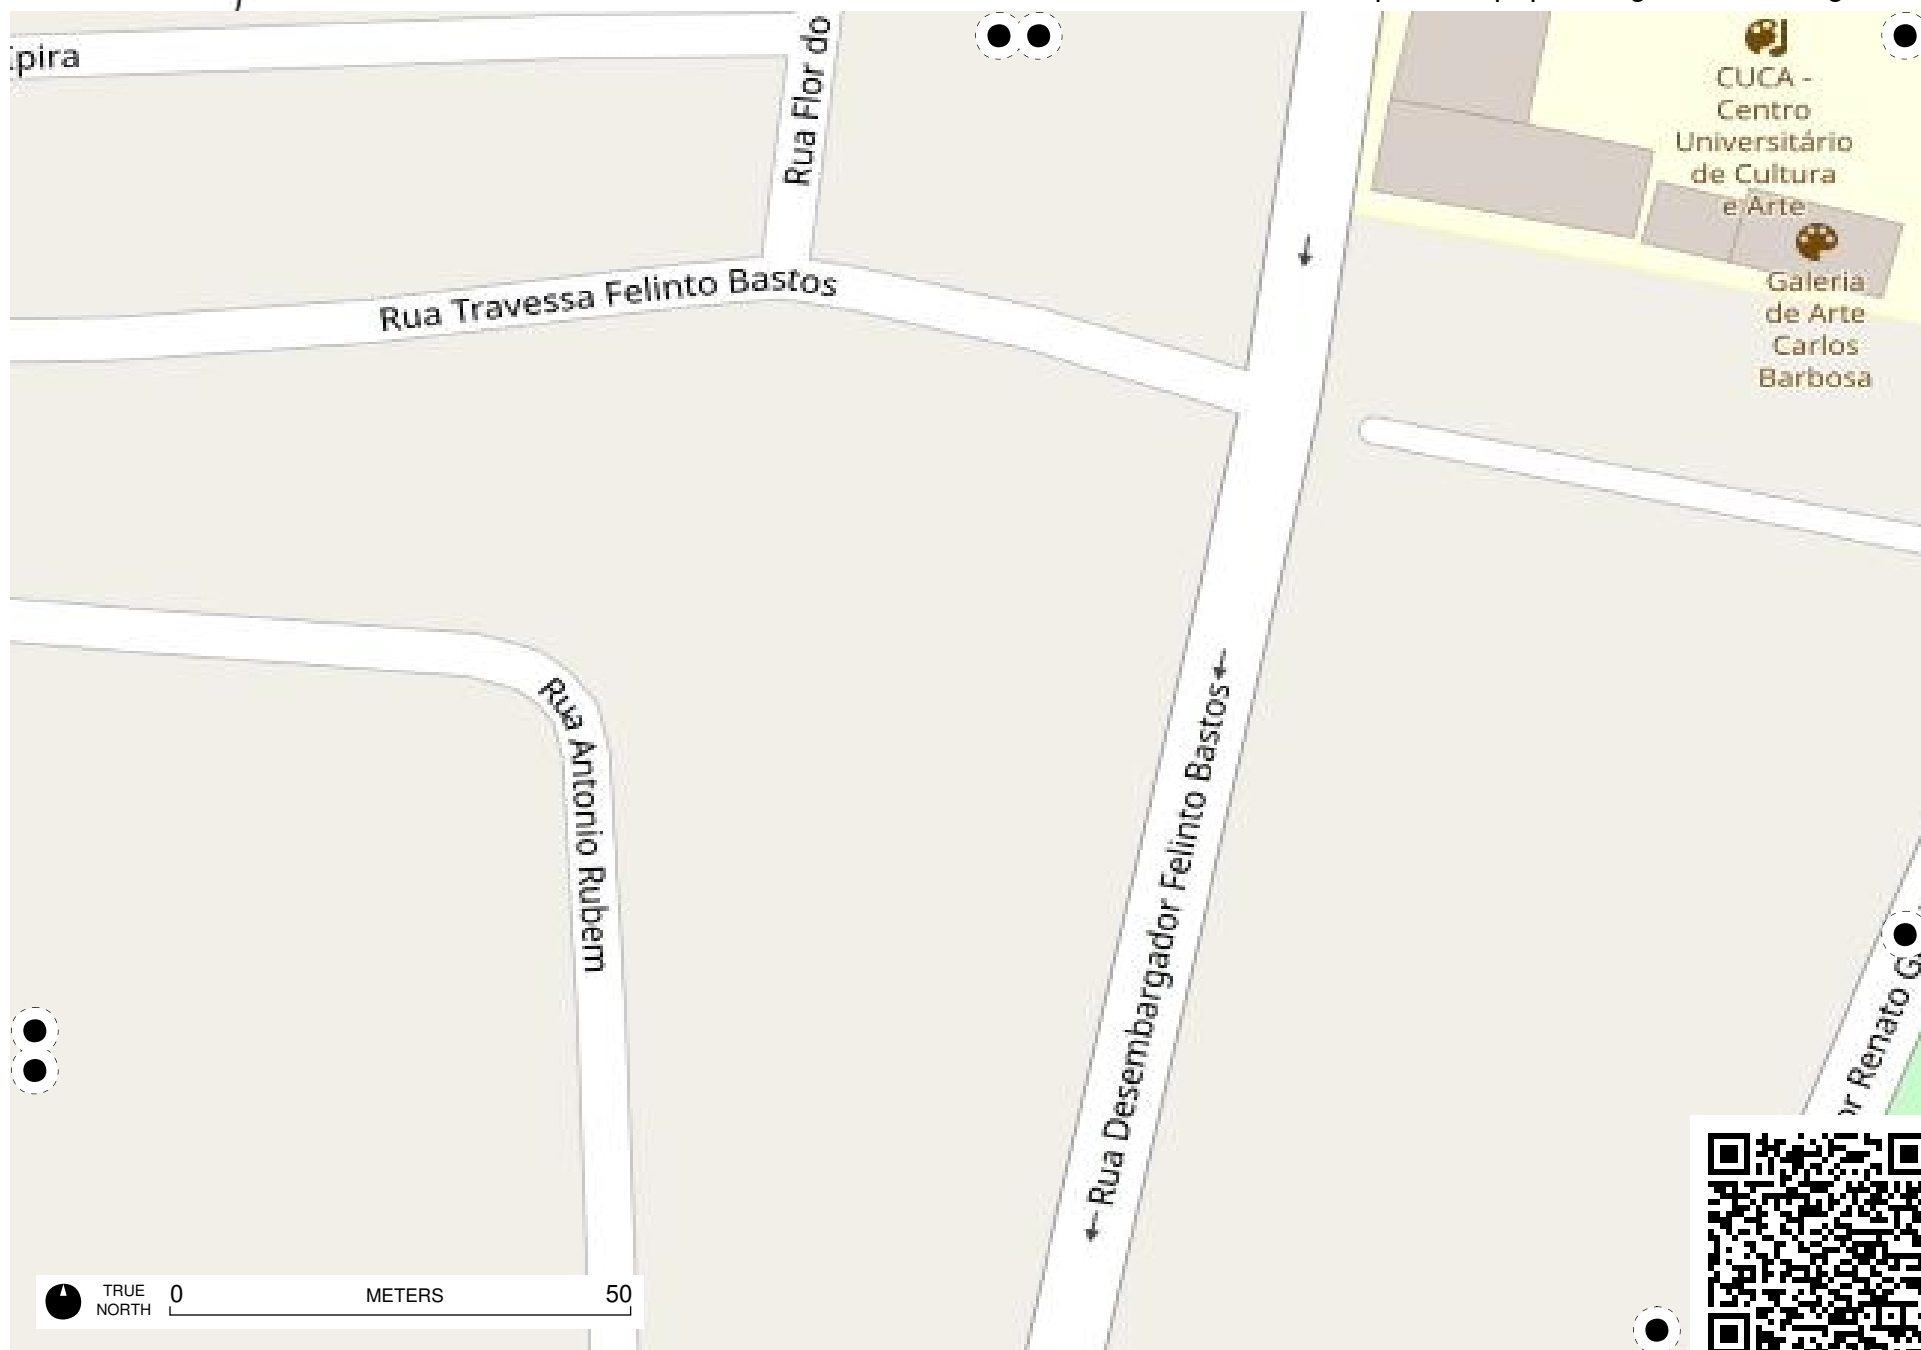 pira
Rua Flor do
CUCA -
Centro
Universitário
de Cultura
e Arte
Galeria
de Arte
Carlos
Barbosa
Rua Travessa Felinto Bastos
Rua Antonio Rubem
Rua Desembargador Felinto Bastos
or Renato G
TRUE
NORTH
0
METERS
50